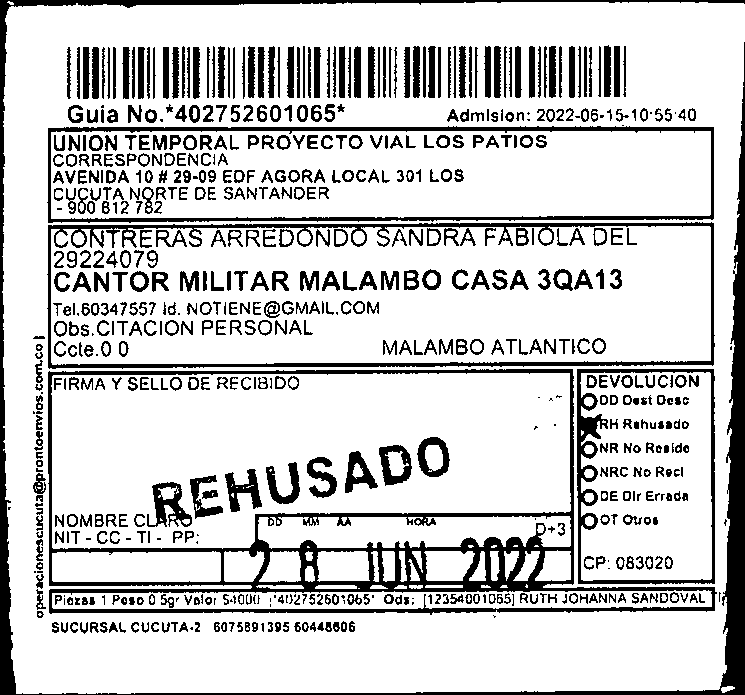 Guia No.*402752601065*
Admision: 2022-06-15-10:55:40
UNION TEMPORAL PROYECTO VIAL LOS PATIOS
CORRESPONDENCIA
AVENIDA 10 # 29-09 EDF AGORA LOCAL 301 LOS
CUCUTA NORTE DE SANTANDER
- 900 812 782
CONTRERAS ARREDONDO SANDRA FABIOLA DEL
29224079
CANTOR MILITAR MALAMBO CASA 3QA13
Tel.60347557 Id. NOTIENE@GMAIL.COM
Obs.CITACION PERSONAL
Ccte.0 0
MALAMBO ATLANTICO
operacionescucuta@prontoenvios.com.co |
FIRMA Y SELLO DE RECIBIDO
REHUSADO
NOMBRE CLARO
NIT - CC - TI - PP:
DD MM AA HORA
D+3
28 JUN 2022
DEVOLUCION
DD Dest Desc
RH Rehusado
NR No Reside
NRC No Recl
DE Dir Errada
OT Otros
CP: 083020
Piezas 1 Peso 0.5gr Valor $4000 |*402752601065* Ods: [12354001065] RUTH JOHANNA SANDOVAL
SUCURSAL CUCUTA-2 6075891395 60448606